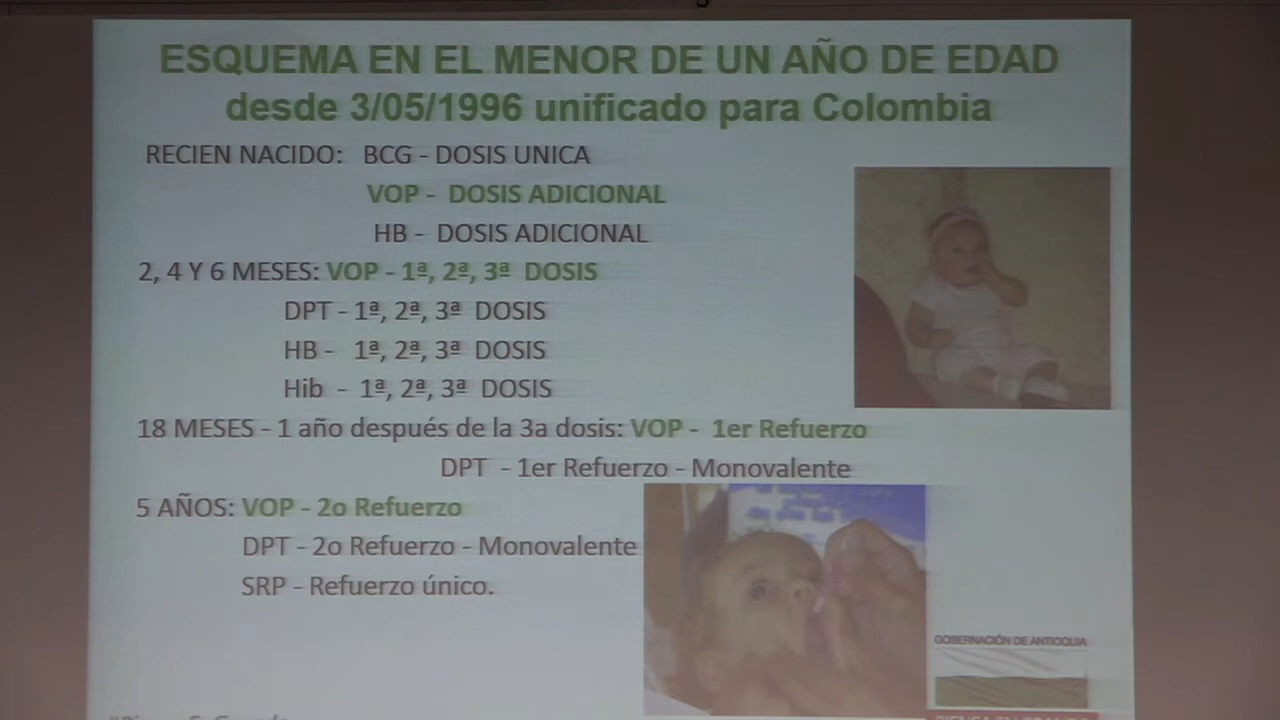 ESQUEMA EN EL MENOR DE UN AÑO DE EDAD
desde 3/05/1996 unificado para Colombia
RECIEN NACIDO: BCG - DOSIS UNICA
VOP - DOSIS ADICIONAL
HB - DOSIS ADICIONAL
2, 4 Y 6 MESES: VOP - 1ª, 2ª, 3ª DOSIS
DPT - 1ª, 2ª, 3ª DOSIS
HB - 1ª, 2ª, 3ª DOSIS
Hib - 1ª, 2ª, 3ª DOSIS
18 MESES - 1 año después de la 3a dosis: VOP - 1er Refuerzo
DPT - 1er Refuerzo - Monovalente
5 AÑOS: VOP - 2o Refuerzo
DPT - 2o Refuerzo - Monovalente
SRP - Refuerzo único.
GOBERNACIÓN DE ANTIOQUIA